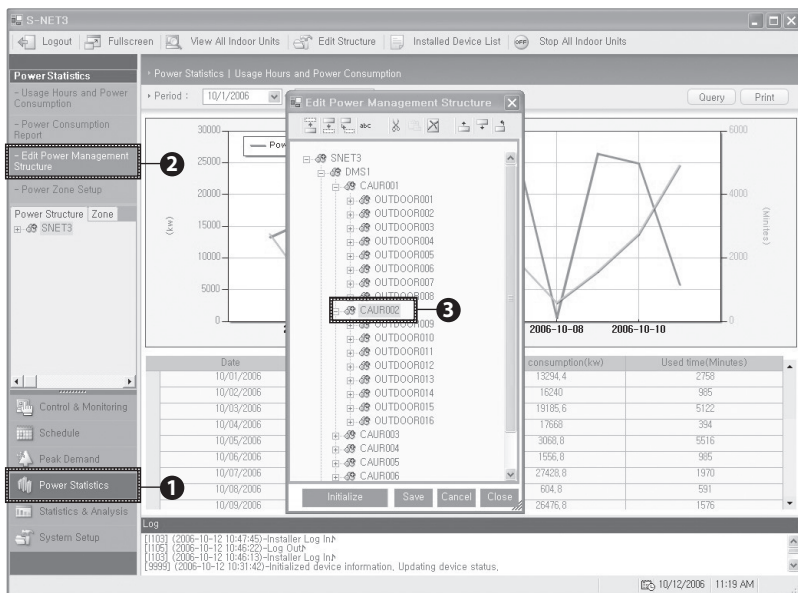 S-NET3
Logout Fullscreen View All Indoor Units Edit Structure Installed Device List OFF Stop All Indoor Units
Power Statistics
- Usage Hours and Power Consumption
- Power Consumption Report
- Edit Power Management Structure
- Power Zone Setup
Power Structure Zone
SNET3
Control & Monitoring
Schedule
Peak Demand
Power Statistics
Statistics & Analysis
System Setup
1
2
Power Statistics | Usage Hours and Power Consumption
Period : 10/1/2006
Query Print
30000
25000
20000
15000
10000
5000
0
(kw)
6000
4000
2000
0
(Minutes)
2006-10-08 2006-10-10
Edit Power Management Structure
abc
SNET3
DMS1
CAUR001
OUTDOOR001
OUTDOOR002
OUTDOOR003
OUTDOOR004
OUTDOOR005
OUTDOOR006
OUTDOOR007
OUTDOOR008
CAUR002
3
OUTDOOR009
OUTDOOR010
OUTDOOR011
OUTDOOR012
OUTDOOR013
OUTDOOR014
OUTDOOR015
OUTDOOR016
CAUR003
CAUR004
CAUR005
CAUR006
Initialize Save Cancel Close
Date consumption(kw) Used time(Minutes)
10/01/2006 13294,4 2758
10/02/2006 16240 985
10/03/2006 19185,6 5122
10/04/2006 17668 394
10/05/2006 3068,8 5516
10/06/2006 1556,8 985
10/07/2006 27428,8 1970
10/08/2006 604,8 591
10/09/2006 26476,8 1576
Log
[1103] (2006-10-12 10:47:45)-Installer Log In
[1105] (2006-10-12 10:46:22)-Log Out
[1103] (2006-10-12 10:46:13)-Installer Log In
[9999] (2006-10-12 10:31:42)-Initialized device information, Updating device status,
10/12/2006 11:19 AM